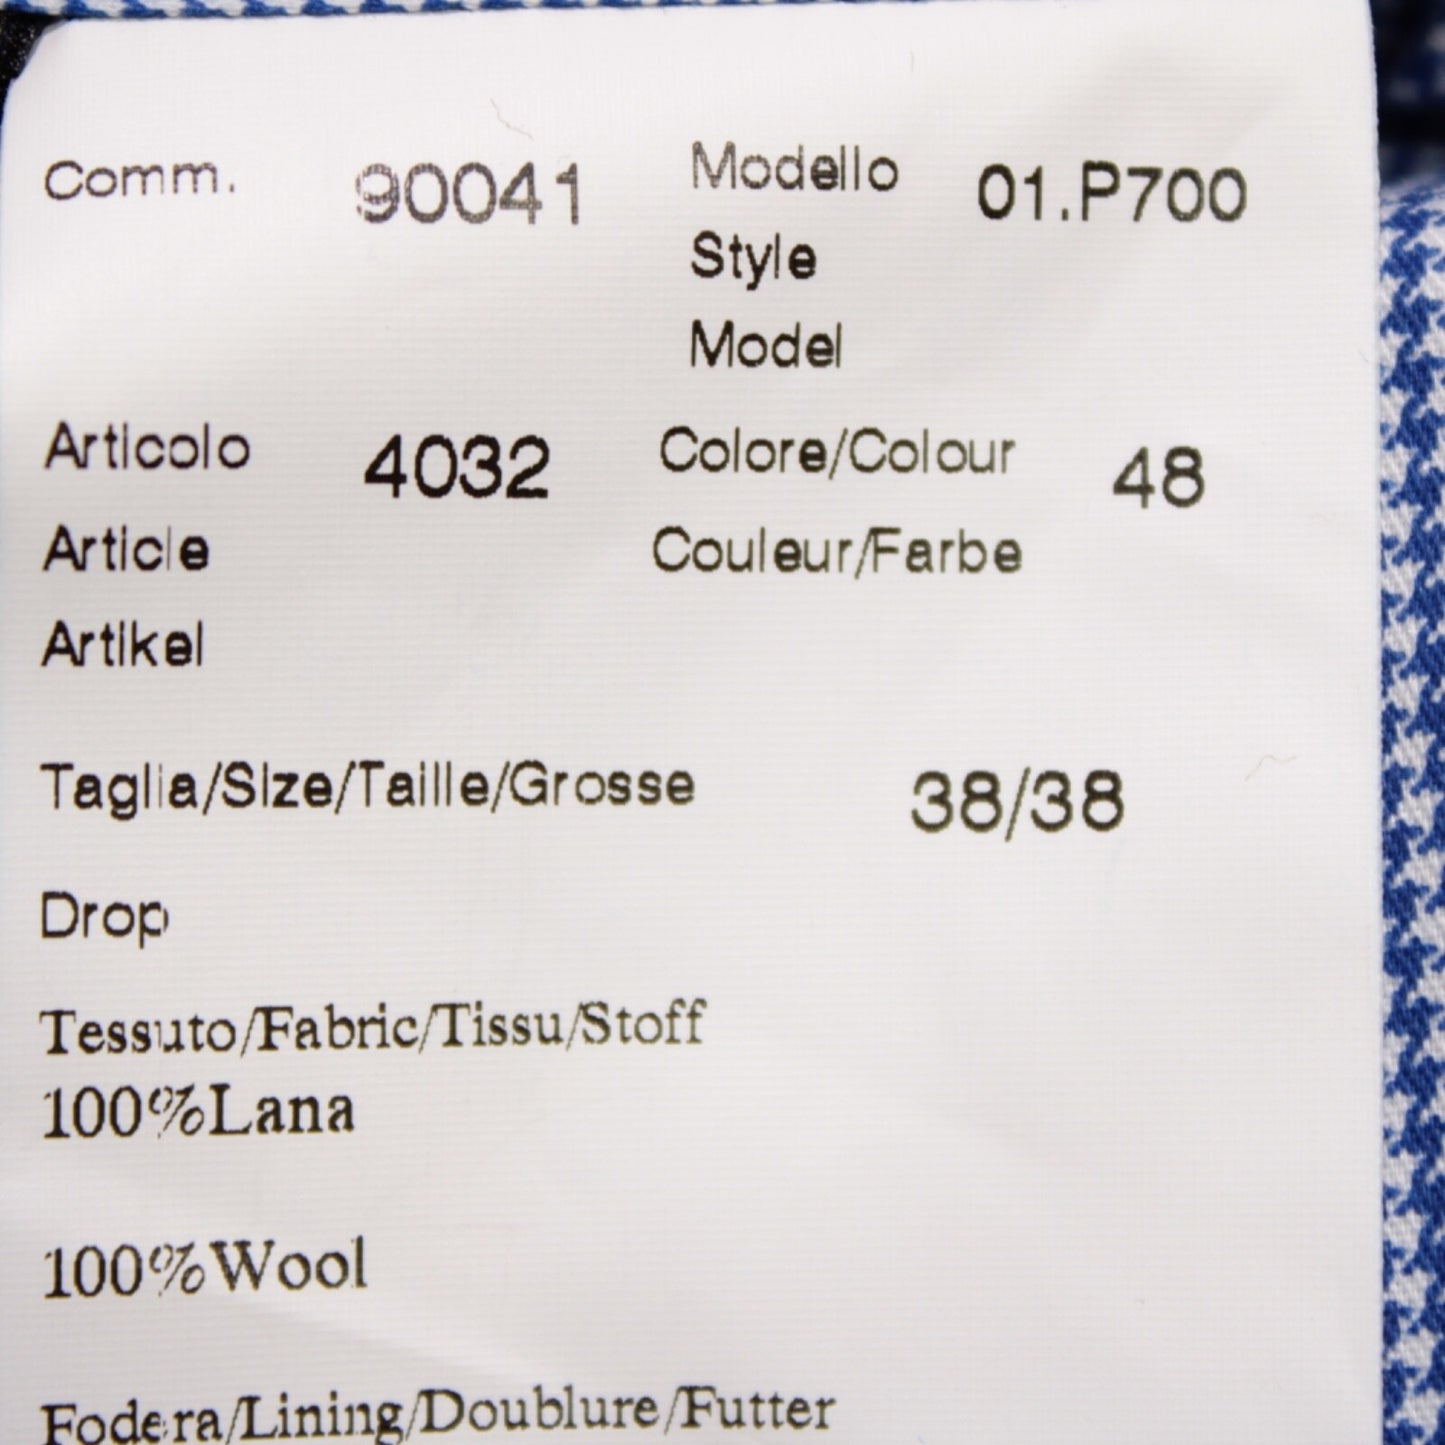 Comm. 90041 Modello 01.P700
Style
Model
Articolo 4032 Colore/Colour 48
Article Couleur/Farbe
Artikel
Taglia/Size/Taille/Grosse 38/38
Drop
Tessuto/Fabric/Tissu/Stoff
100%Lana
100%Wool
Fodera/Lining/Doublure/Futter